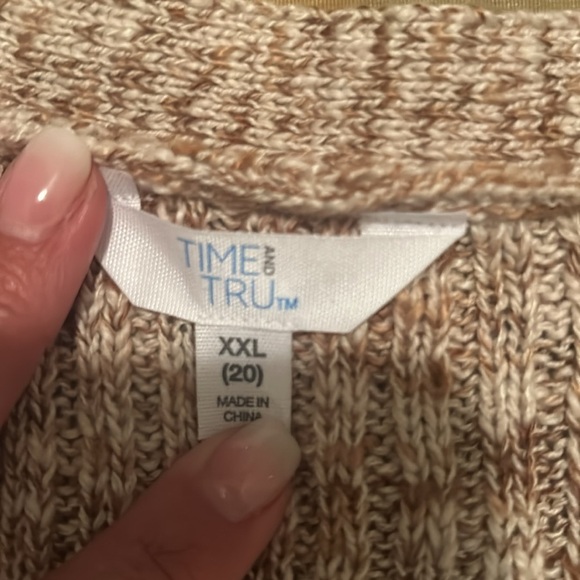 TIME AND
TRU™
XXL
(20)
MADE IN
CHINA